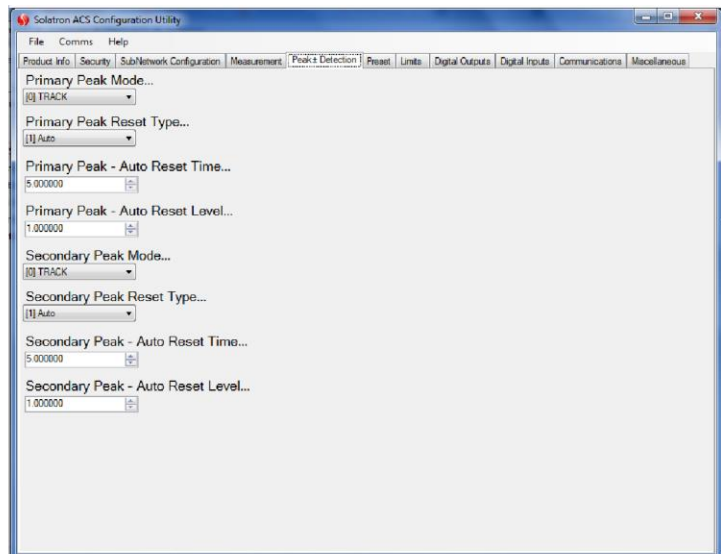 Solatron ACS Configuration Utility
File Comms Help
Product Info Security SubNetwork Configuration Measurement Peak± Detection Preset Limits Digital Outputs Digital Inputs Communications Miscellaneous
Primary Peak Mode...
[0] TRACK
Primary Peak Reset Type...
[1] Auto
Primary Peak - Auto Reset Time...
5.000000
Primary Peak - Auto Reset Level...
1.000000
Secondary Peak Mode...
[0] TRACK
Secondary Peak Reset Type...
[1] Auto
Secondary Peak - Auto Reset Time...
5.000000
Secondary Peak - Auto Reset Level...
1.000000